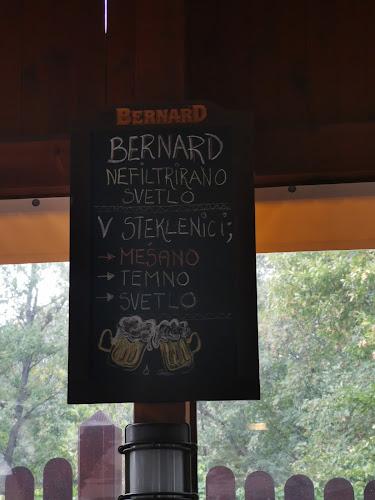 BERNARD
BERNARD
NEFILTRIRANO
SVETLO
V STEKLENICI;
→ MEŠANO
→ TEMNO
→ SVETLO